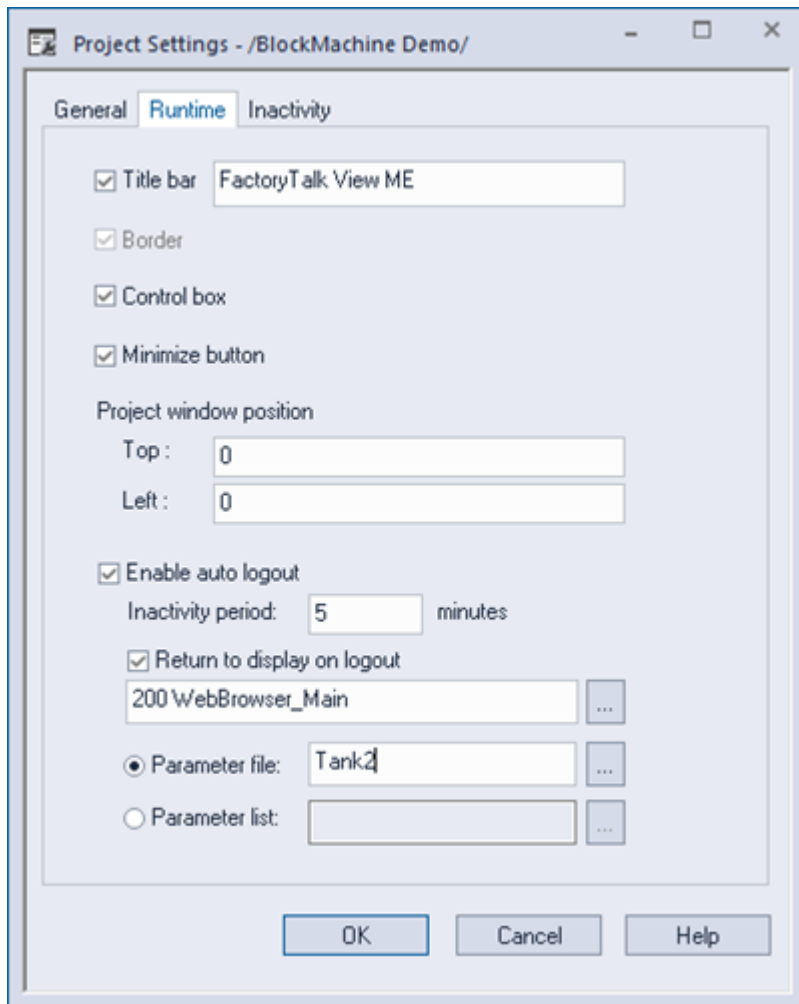 Project Settings - /BlockMachine Demo/
General Runtime Inactivity
Title bar FactoryTalk View ME
Border
Control box
Minimize button
Project window position
Top : 0
Left : 0
Enable auto logout
Inactivity period: 5 minutes
Return to display on logout
200 WebBrowser_Main ...
Parameter file: Tank2 ...
Parameter list: ...
OK Cancel Help